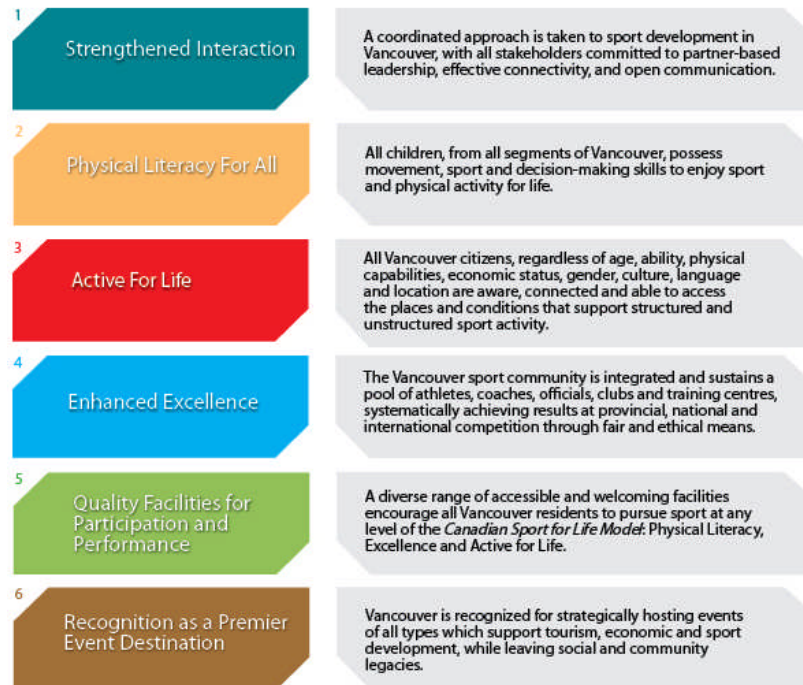 1
Strengthened Interaction
A coordinated approach is taken to sport development in
Vancouver, with all stakeholders committed to partner-based
leadership, effective connectivity, and open communication.
2
Physical Literacy For All
All children, from all segments of Vancouver, possess
movement, sport and decision-making skills to enjoy sport
and physical activity for life.
3
Active For Life
All Vancouver citizens, regardless of age, ability, physical
capabilities, economic status, gender, culture, language
and location are aware, connected and able to access
the places and conditions that support structured and
unstructured sport activity.
4
Enhanced Excellence
The Vancouver sport community is integrated and sustains a
pool of athletes, coaches, officials, clubs and training centres,
systematically achieving results at provincial, national and
international competition through fair and ethical means.
5
Quality Facilities for
Participation and
Performance
A diverse range of accessible and welcoming facilities
encourage all Vancouver residents to pursue sport at any
level of the Canadian Sport for Life Model: Physical Literacy,
Excellence and Active for Life.
6
Recognition as a Premier
Event Destination
Vancouver is recognized for strategically hosting events
of all types which support tourism, economic and sport
development, while leaving social and community
legacies.